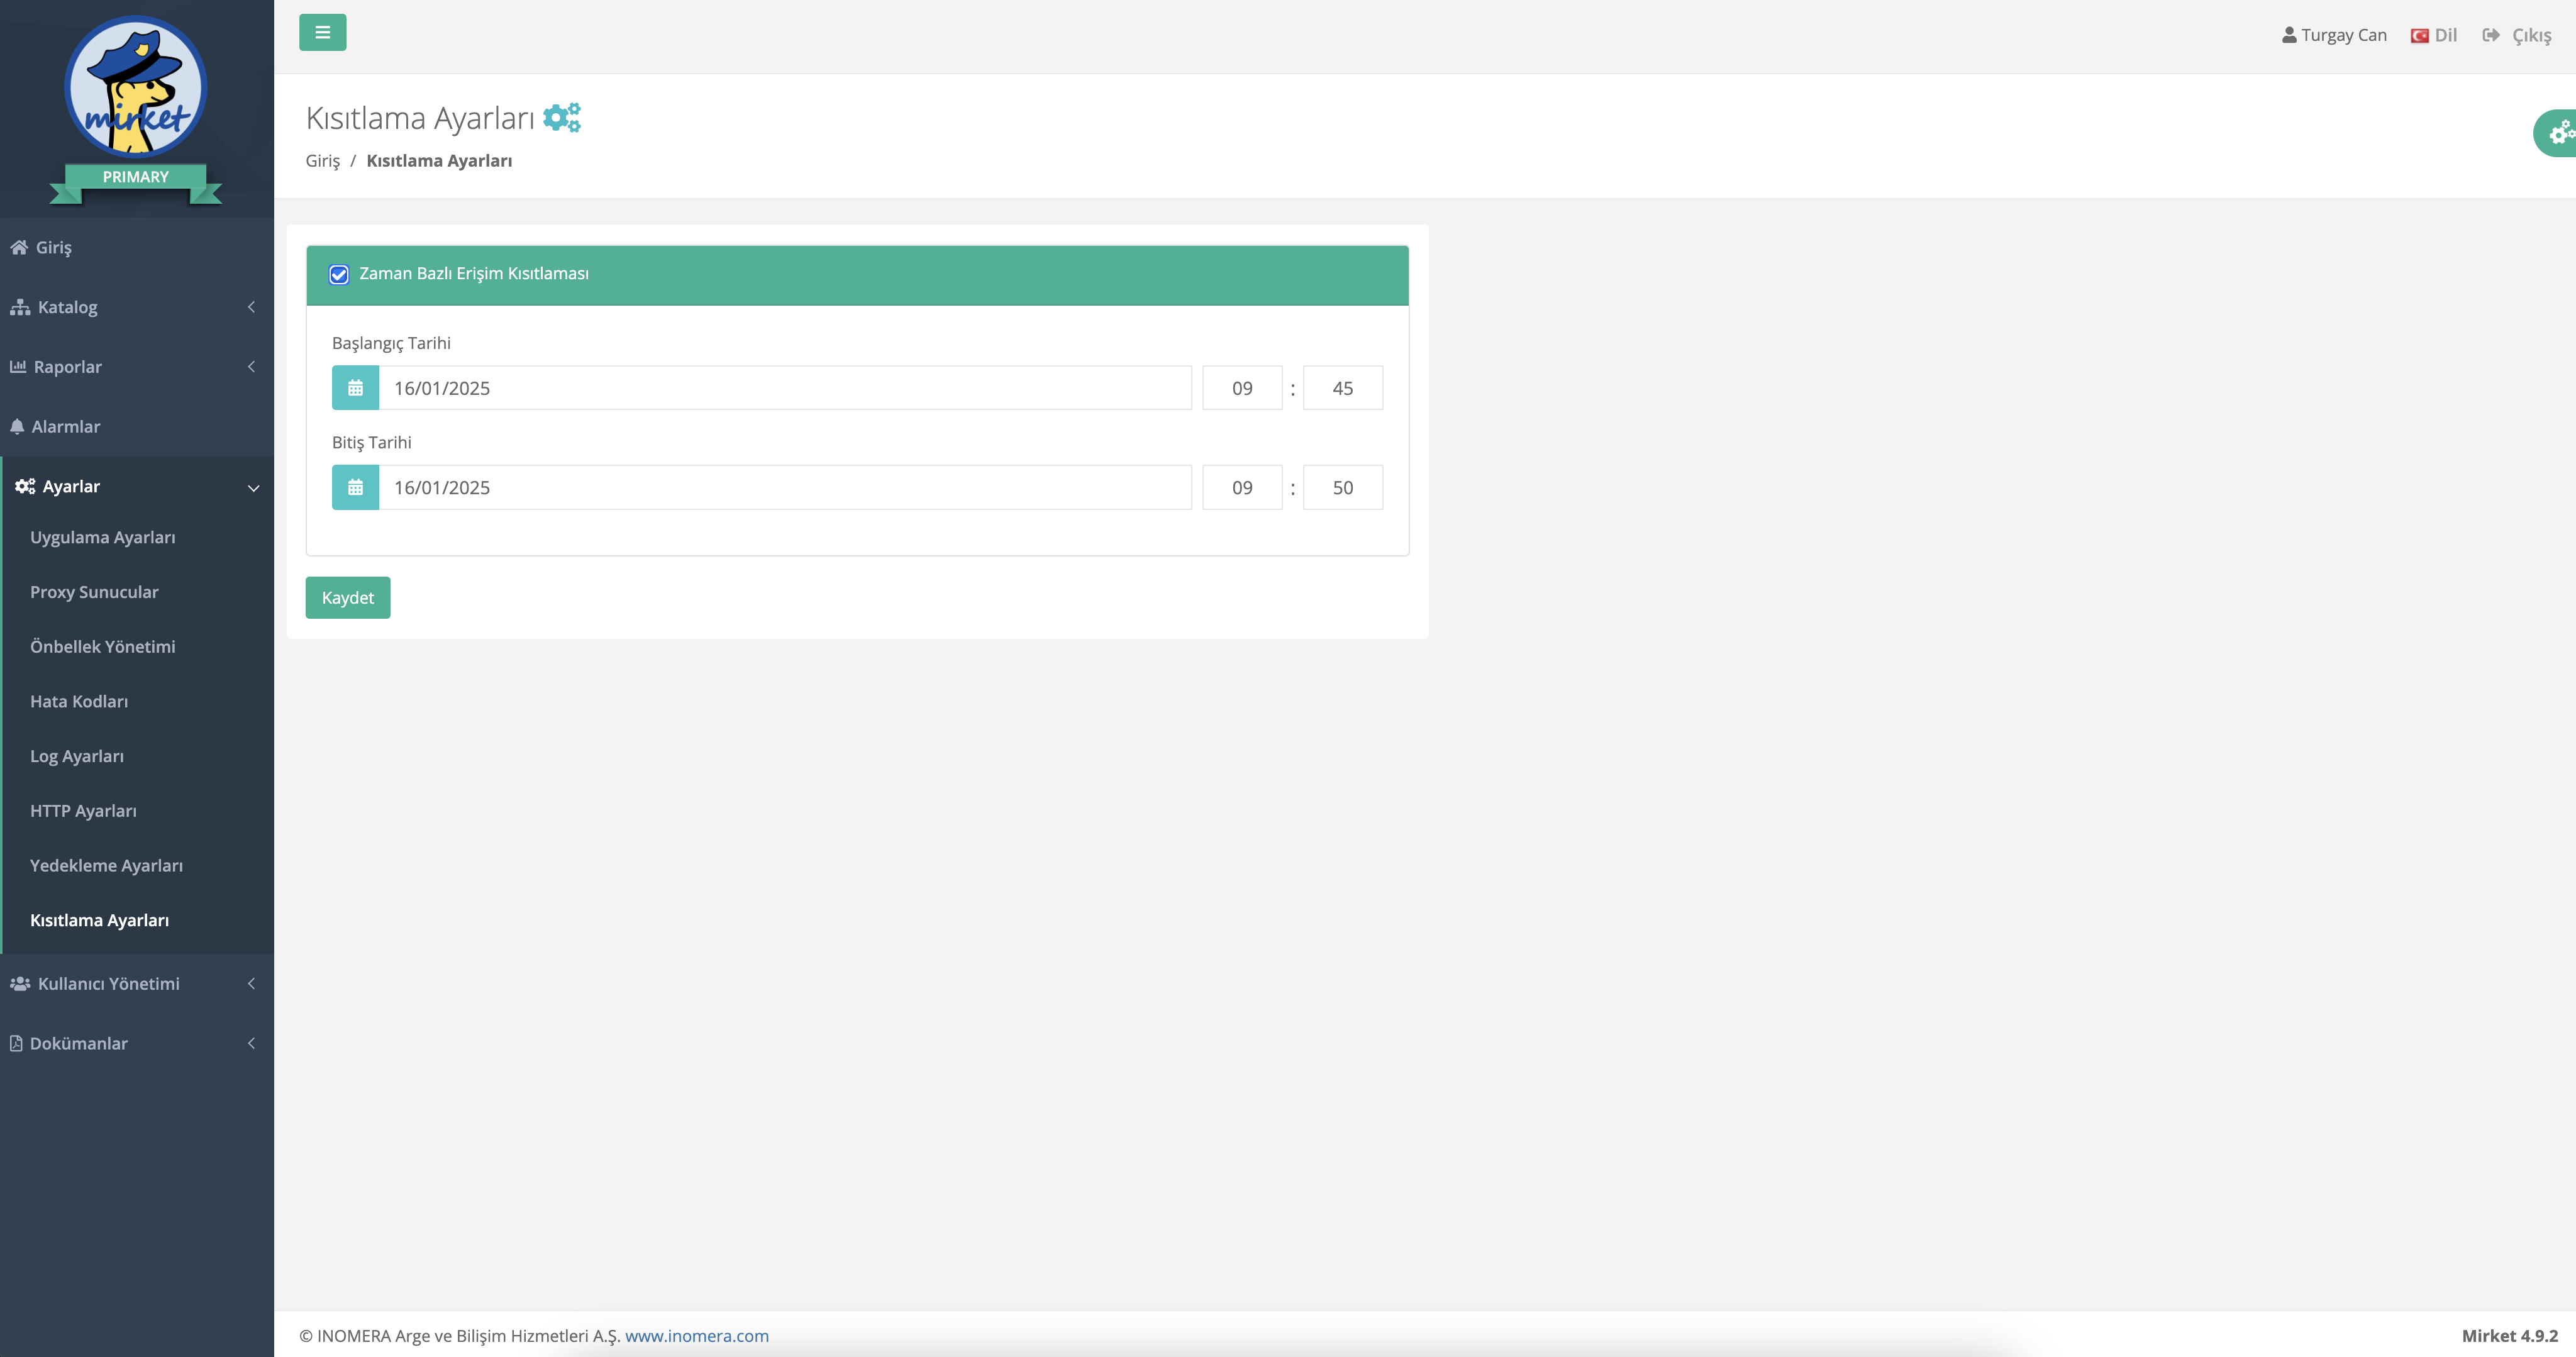 mirket
PRIMARY
Giriş
Katalog
Raporlar
Alarmlar
Ayarlar
Uygulama Ayarları
Proxy Sunucular
Önbellek Yönetimi
Hata Kodları
Log Ayarları
HTTP Ayarları
Yedekleme Ayarları
Kısıtlama Ayarları
Kullanıcı Yönetimi
Dokümanlar
Turgay Can Dil Çıkış
Kısıtlama Ayarları
Giriş / Kısıtlama Ayarları
Zaman Bazlı Erişim Kısıtlaması
Başlangıç Tarihi
16/01/2025 09 : 45
Bitiş Tarihi
16/01/2025 09 : 50
Kaydet
© INOMERA Arge ve Bilişim Hizmetleri A.Ş. www.inomera.com
Mirket 4.9.2